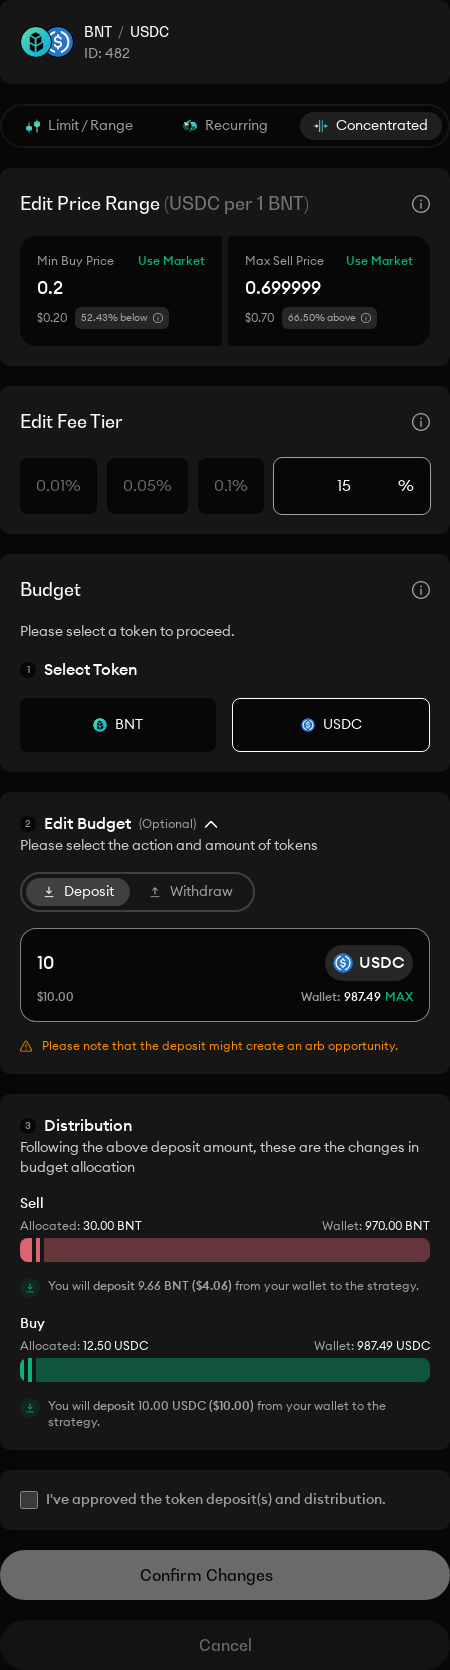 BNT / USDC
ID: 482
Limit / Range Recurring Concentrated
Edit Price Range (USDC per 1 BNT)
Min Buy Price Use Market
0.2
$0.20 52.43% below
Max Sell Price Use Market
0.699999
$0.70 66.50% above
Edit Fee Tier
0.01% 0.05% 0.1% 15 %
Budget
Please select a token to proceed.
1 Select Token
BNT USDC
2 Edit Budget (Optional)
Please select the action and amount of tokens
Deposit Withdraw
10 USDC
$10.00 Wallet: 987.49 MAX
Please note that the deposit might create an arb opportunity.
3 Distribution
Following the above deposit amount, these are the changes in
budget allocation
Sell
Allocated: 30.00 BNT Wallet: 970.00 BNT
You will deposit 9.66 BNT ($4.06) from your wallet to the strategy.
Buy
Allocated: 12.50 USDC Wallet: 987.49 USDC
You will deposit 10.00 USDC ($10.00) from your wallet to the
strategy.
I've approved the token deposit(s) and distribution.
Confirm Changes
Cancel